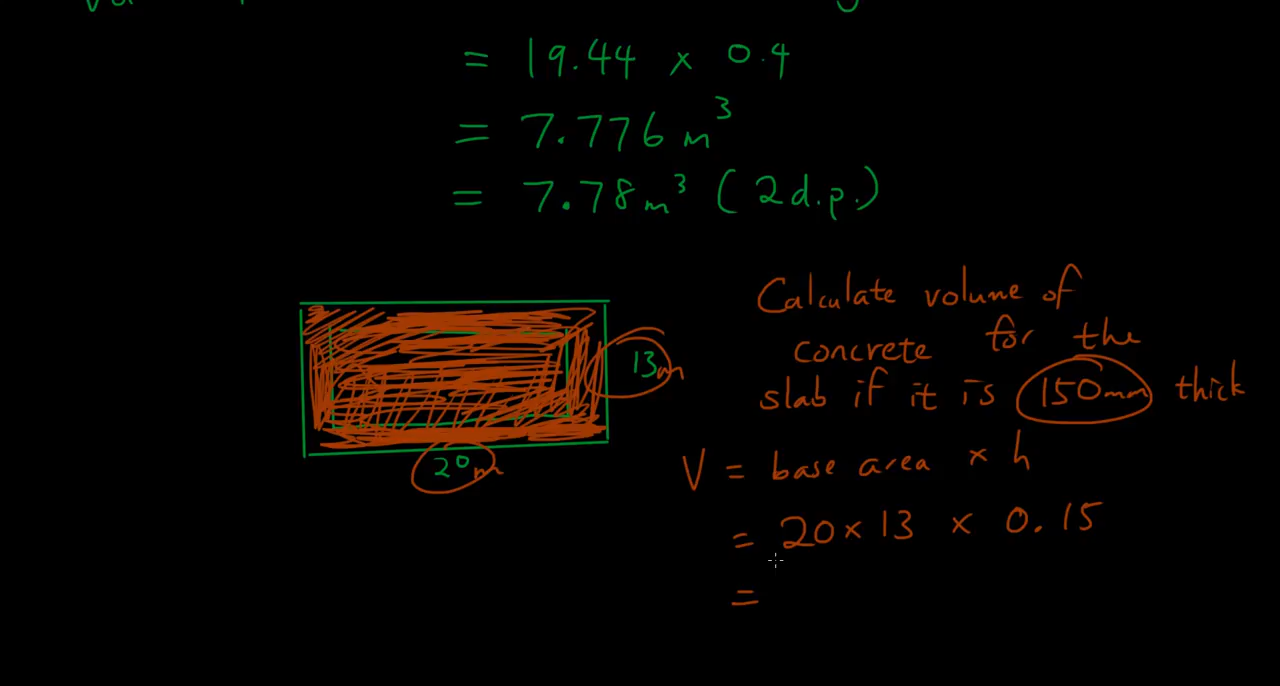 = 19.44 x 0.4
= 7.776 m³
= 7.78 m³ (2 d.p.)
13m
20m
Calculate volume of
concrete for the
slab if it is 150mm thick
V = base area x h
= 20 x 13 x 0.15
=